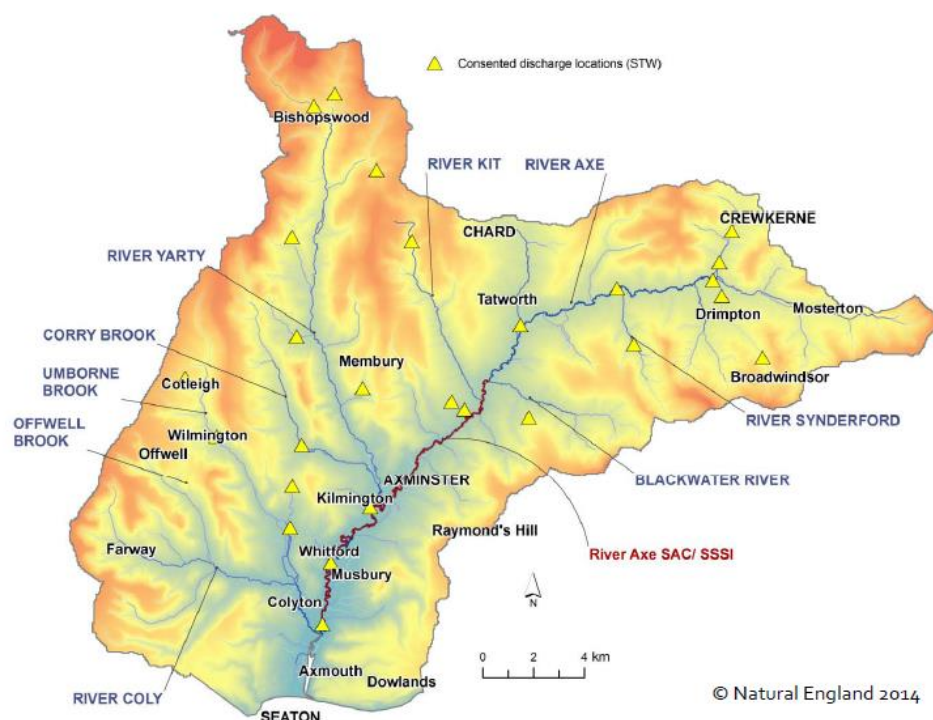 Consented discharge locations (STW)
Bishopswood
RIVER KIT
RIVER AXE
CHARD
CREWKERNE
RIVER YARTY
Tatworth
Drimpton
Mosterton
CORRY BROOK
Membury
UMBORNE
BROOK
Cotleigh
Broadwindsor
OFFWELL
BROOK
Wilmington
Offwell
RIVER SYNDERFORD
AXMINSTER
BLACKWATER RIVER
Kilmington
Raymond's Hill
Farway
Whitford
Musbury
River Axe SAC/ SSSI
Colyton
N
0 2 4 km
Axmouth
Dowlands
RIVER COLY
SEATON
© Natural England 2014